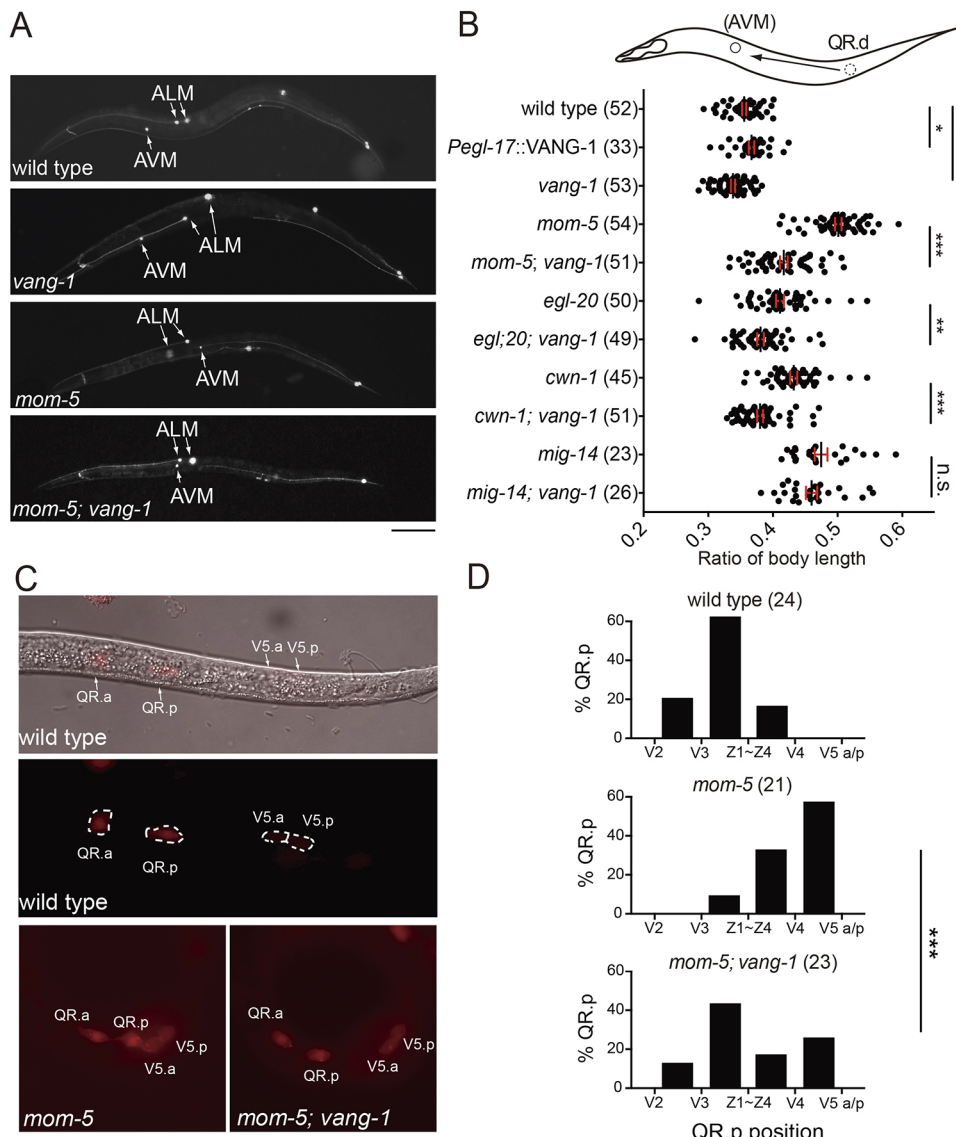 A
ALM
AVM
wild type
ALM
AVM
vang-1
ALM
AVM
mom-5
ALM
AVM
mom-5; vang-1
B
(AVM)
QR.d
wild type (52)
*
Pegl-17::VANG-1 (33)
vang-1 (53)
mom-5 (54)
***
mom-5; vang-1(51)
egl-20 (50)
**
egl;20; vang-1 (49)
cwn-1 (45)
***
cwn-1; vang-1 (51)
mig-14 (23)
n.s.
mig-14; vang-1 (26)
0.2 0.3 0.4 0.5 0.6
Ratio of body length
C
V5.a V5.p
QR.a
QR.p
wild type
V5.a
V5.p
QR.a
QR.p
wild type
QR.a
QR.p
V5.p
V5.a
mom-5
QR.a
QR.p
V5.p
V5.a
mom-5; vang-1
D
wild type (24)
% QR.p
60
40
20
0
V2 V3 Z1~Z4 V4 V5 a/p
mom-5 (21)
% QR.p
60
40
20
0
V2 V3 Z1~Z4 V4 V5 a/p
***
mom-5; vang-1 (23)
% QR.p
60
40
20
0
V2 V3 Z1~Z4 V4 V5 a/p
QR.p position